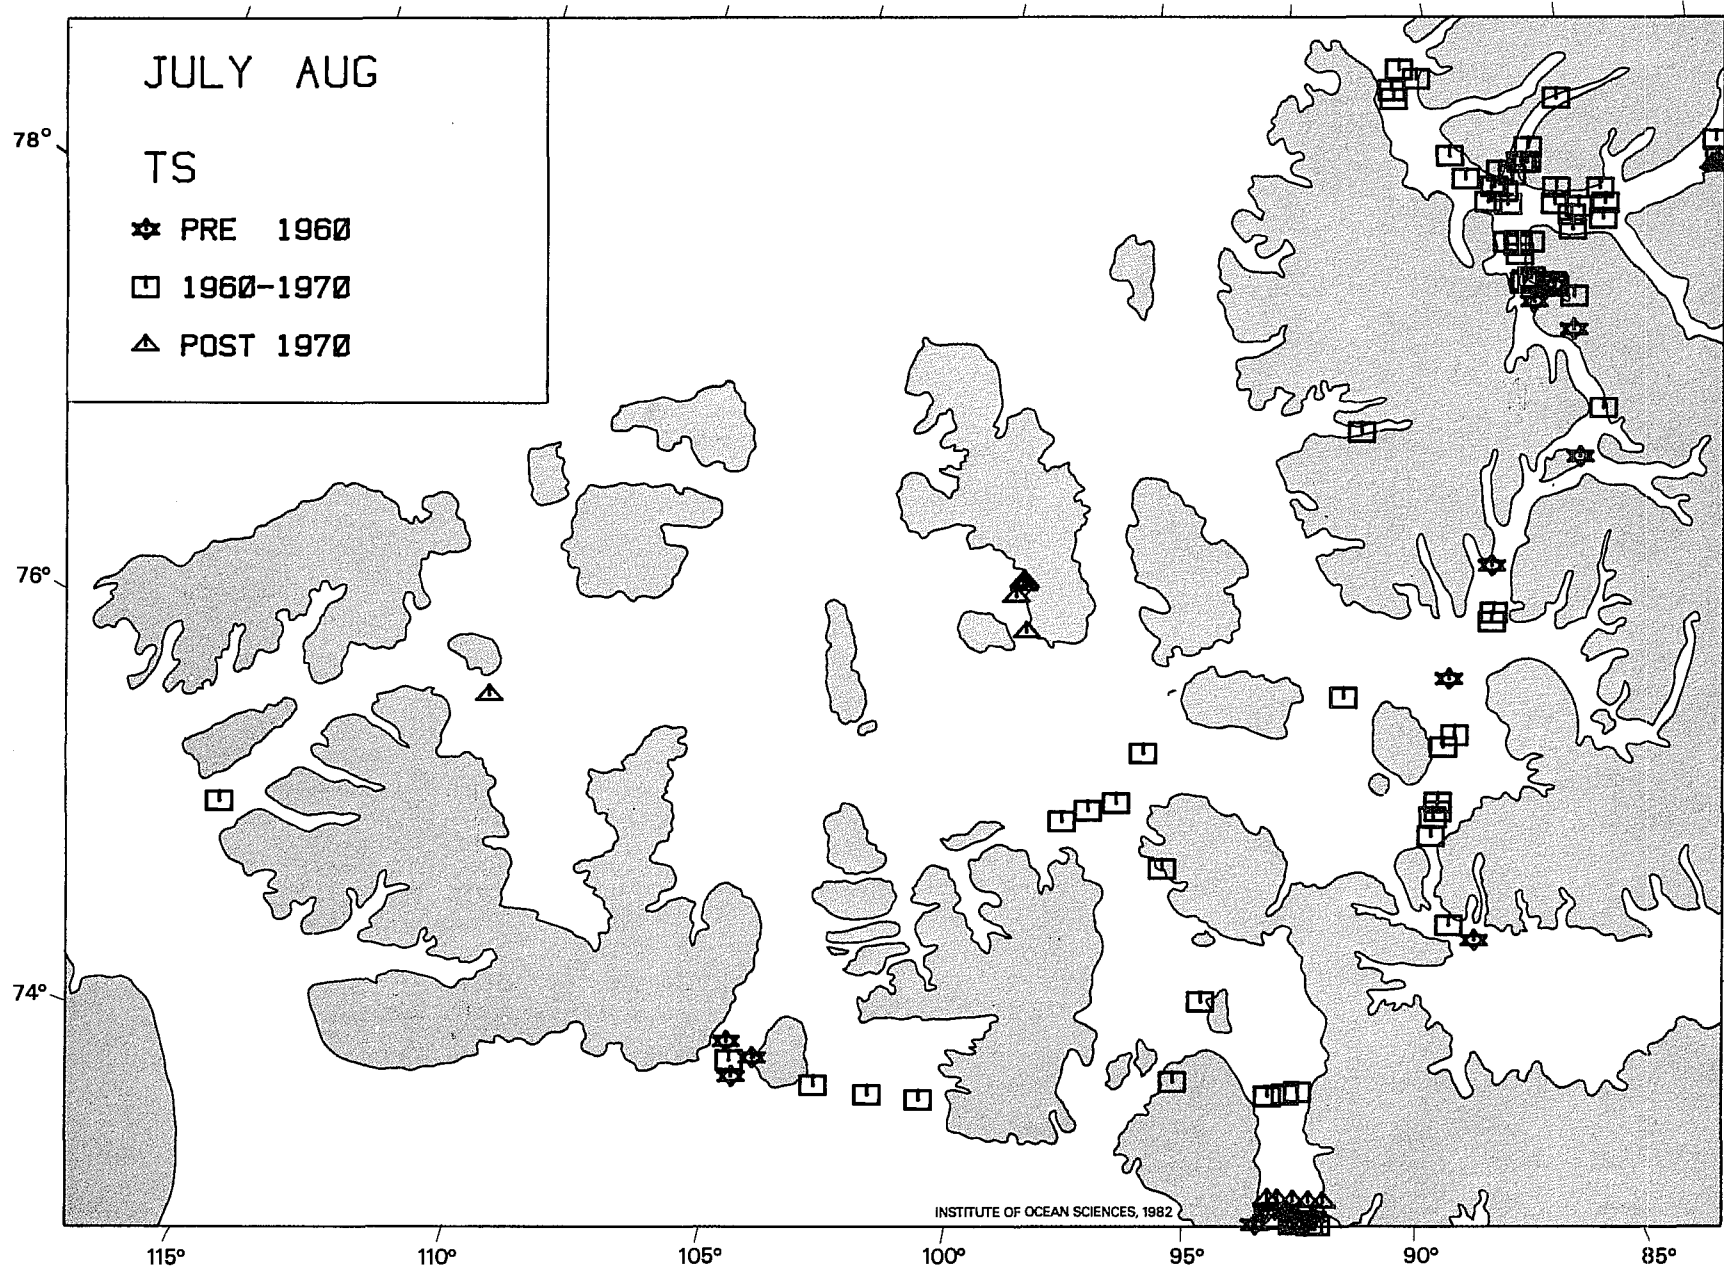 JULY AUG
TS
PRE 1960
1960-1970
POST 1970
78°
76°
74°
INSTITUTE OF OCEAN SCIENCES, 1982
115° 110° 105° 100° 95° 90° 85°